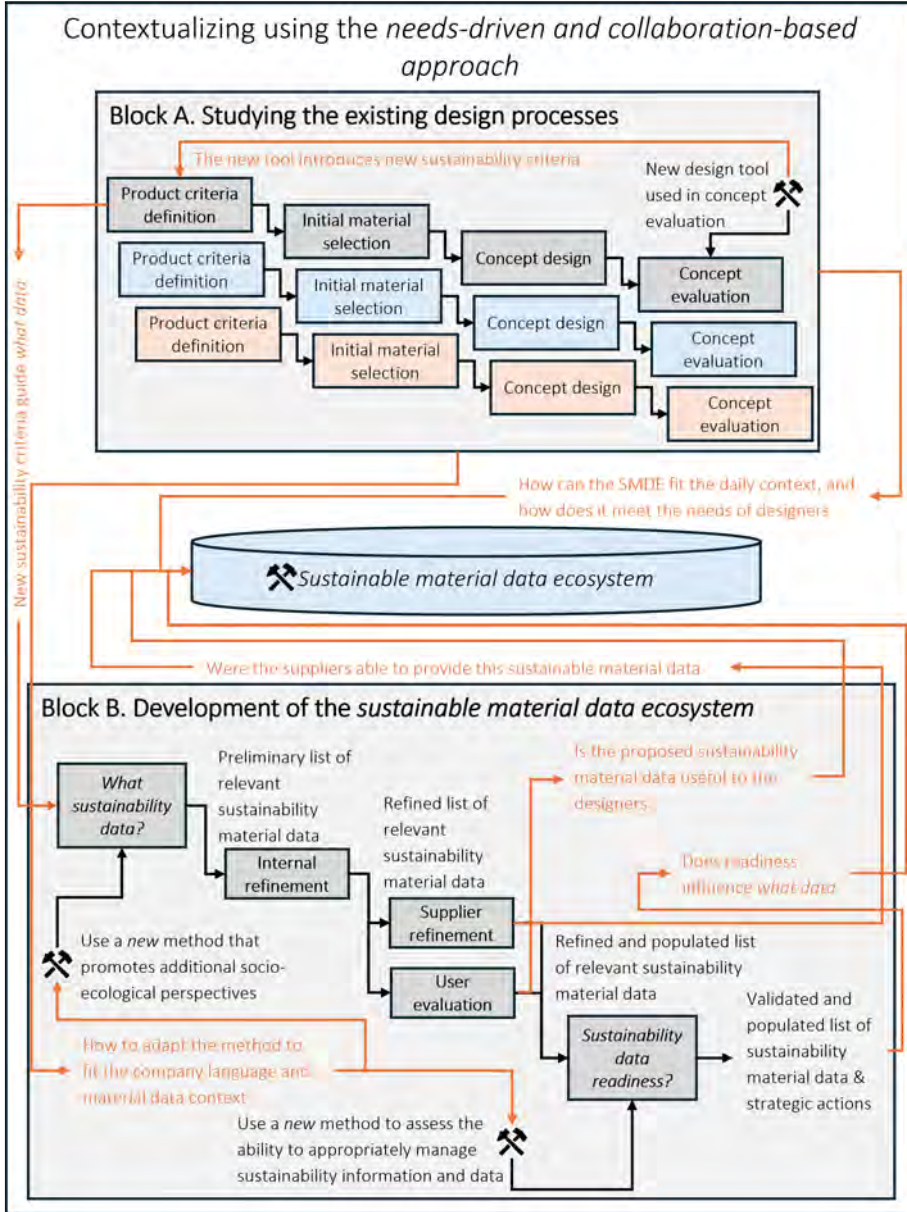 Contextualizing using the needs-driven and collaboration-based
approach
Block A. Studying the existing design processes
The new tool introduces new sustainability criteria
New design tool
used in concept
evaluation
Product criteria
definition
Initial material
selection
Concept design
Concept
evaluation
Product criteria
definition
Initial material
selection
Concept design
Concept
evaluation
Product criteria
definition
Initial material
selection
Concept design
Concept
evaluation
New sustainability criteria guide what data
How can the SMDE fit the daily context, and
how does it meet the needs of designers
Sustainable material data ecosystem
Were the suppliers able to provide this sustainable material data
Block B. Development of the sustainable material data ecosystem
What
sustainability
data?
Preliminary list of
relevant
sustainability
material data
Internal
refinement
Refined list of
relevant
sustainability
material data
Is the proposed sustainability
material data useful to the
designers
Does readiness
influence what data
Supplier
refinement
User
evaluation
Use a new method that
promotes additional socio-
ecological perspectives
Refined and populated list
of relevant sustainability
material data
Sustainability
data
readiness?
Validated and
populated list of
sustainability
material data &
strategic actions
How to adapt the method to
fit the company language and
material data context
Use a new method to assess the
ability to appropriately manage
sustainability information and data